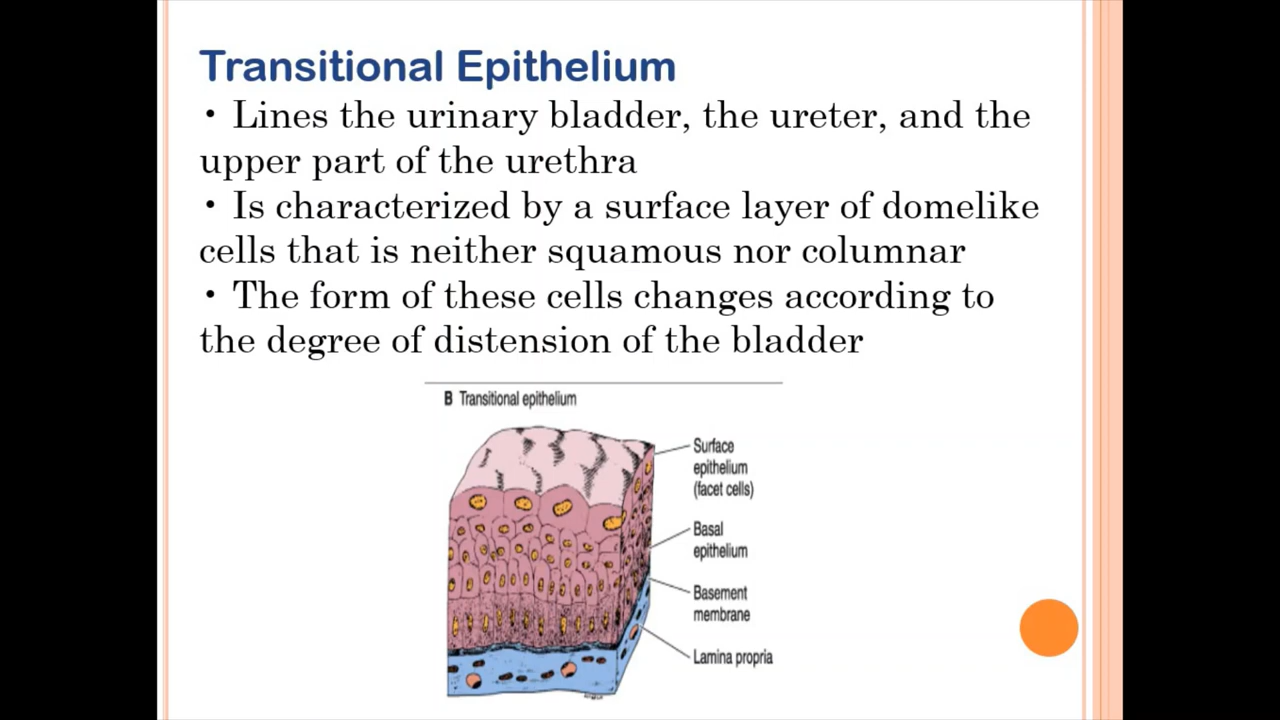 Transitional Epithelium
• Lines the urinary bladder, the ureter, and the
upper part of the urethra
• Is characterized by a surface layer of domelike
cells that is neither squamous nor columnar
• The form of these cells changes according to
the degree of distension of the bladder
B Transitional epithelium
Surface
epithelium
(facet cells)
Basal
epithelium
Basement
membrane
Lamina propria